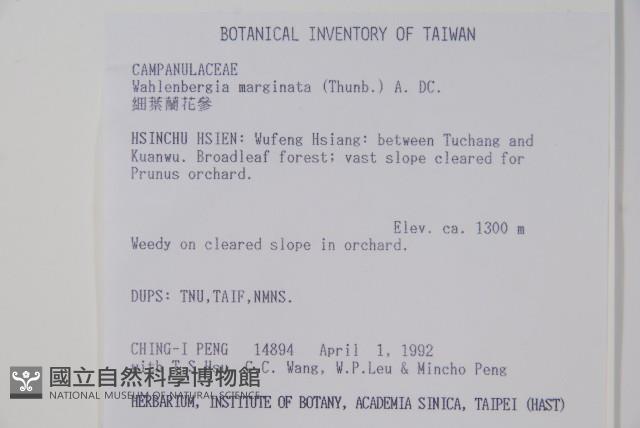 BOTANICAL INVENTORY OF TAIWAN
CAMPANULACEAE
Wahlenbergia marginata (Thunb.) A. DC.
細葉蘭花參
HSINCHU HSIEN: Wufeng Hsiang: between Tuchang and
Kuanwu. Broadleaf forest; vast slope cleared for
Prunus orchard.
Elev. ca. 1300 m
Weedy on cleared slope in orchard.
DUPS: TNU,TAIF,NMNS.
CHING-I PENG 14894 April 1, 1992
with T.S.Hsu, C.C. Wang, W.P.Leu & Mincho Peng
國立自然科學博物館
NATIONAL MUSEUM OF NATURAL SCIENCE
HERBARIUM, INSTITUTE OF BOTANY, ACADEMIA SINICA, TAIPEI (HAST)